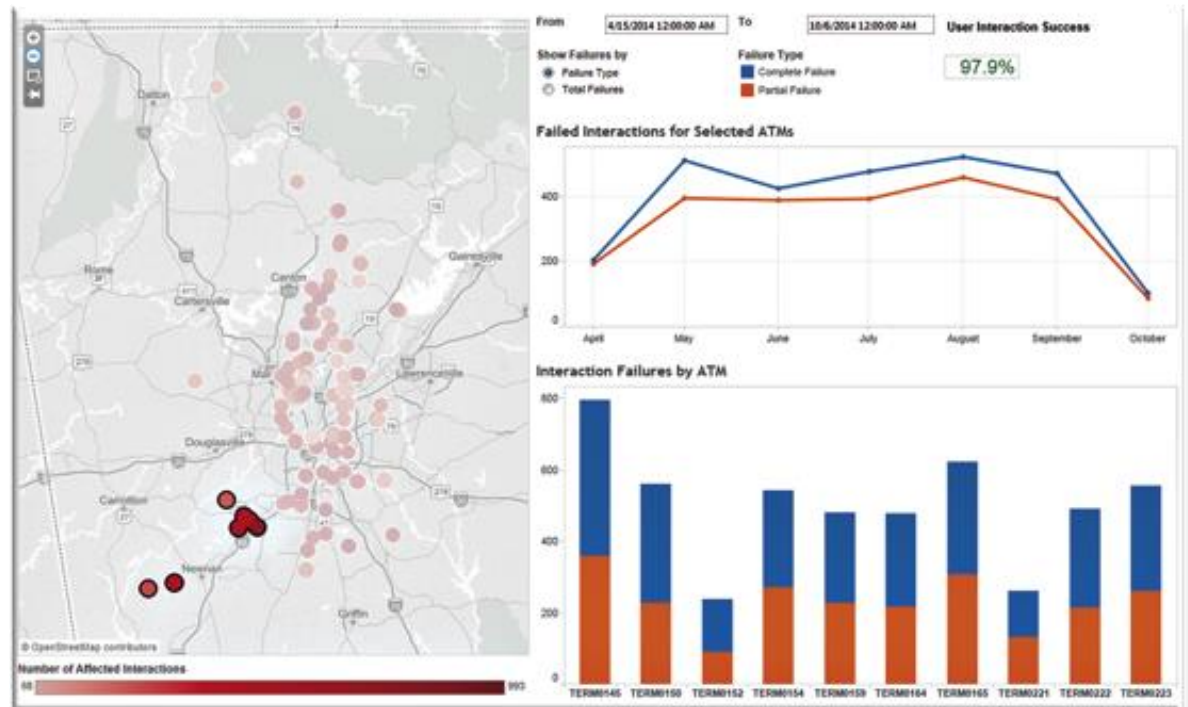 From 4/15/2014 12:00:00 AM To 10/6/2014 12:00:00 AM User Interaction Success
97.9%
Show Failures by
Failure Type
Total Failures
Failure Type
Complete Failure
Partial Failure
Failed Interactions for Selected ATMs
400
200
0
April May June July August September October
Interaction Failures by ATM
800
600
400
200
0
TERM0145 TERM0150 TERM0152 TERM0154 TERM0159 TERM0164 TERM0165 TERM0221 TERM0222 TERM0223
Dalton
Rome
Gainesville
Canton
Cartersville
Lawrenceville
Douglasville
Carrollton
Newnan
Griffin
© OpenStreetMap contributors
Number of Affected Interactions
68 993